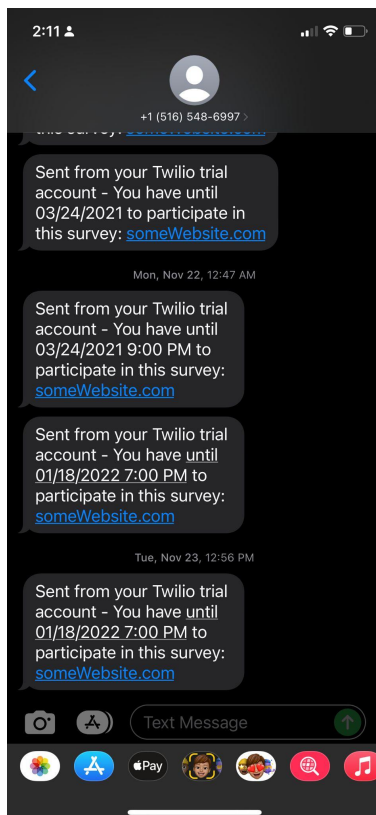 2:11
+1 (516) 548-6997 >
this survey: someWebsite.com
Sent from your Twilio trial
account - You have until
03/24/2021 to participate in
this survey: someWebsite.com
Mon, Nov 22, 12:47 AM
Sent from your Twilio trial
account - You have until
03/24/2021 9:00 PM to
participate in this survey:
someWebsite.com
Sent from your Twilio trial
account - You have until
01/18/2022 7:00 PM to
participate in this survey:
someWebsite.com
Tue, Nov 23, 12:56 PM
Sent from your Twilio trial
account - You have until
01/18/2022 7:00 PM to
participate in this survey:
someWebsite.com
Text Message
Pay